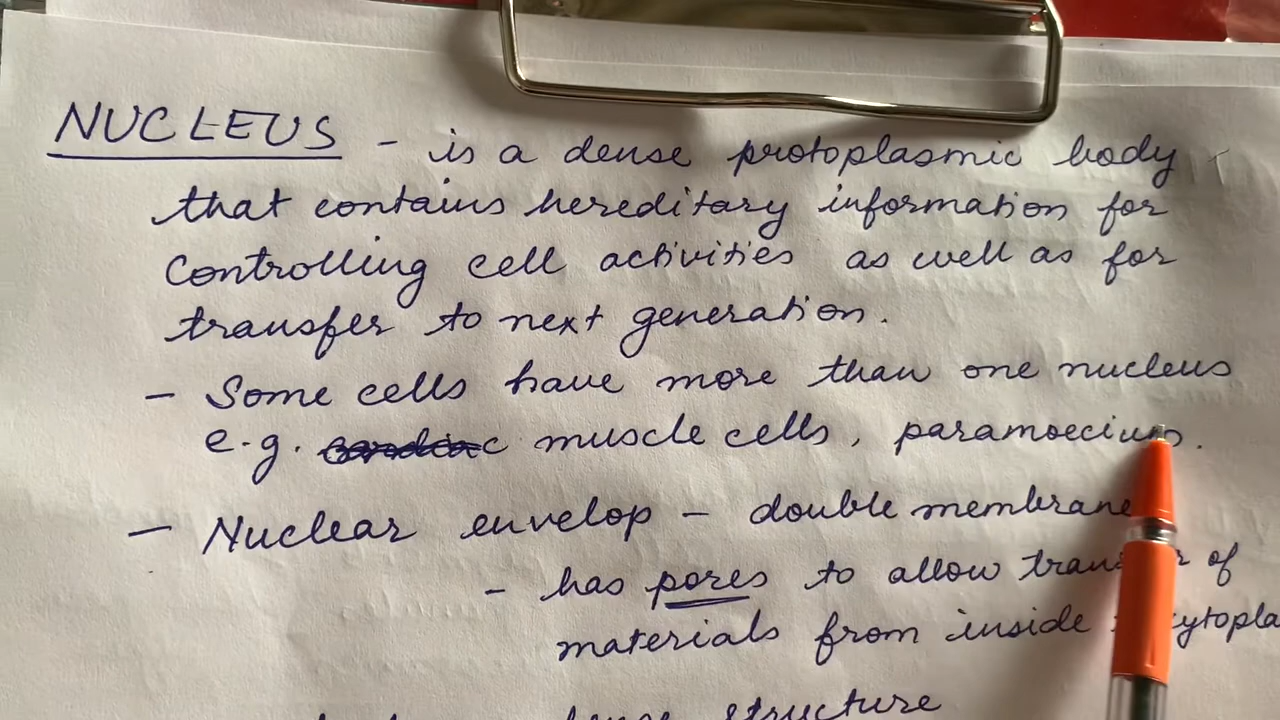 NUCLEUS - is a dense protoplasmic body
that contains hereditary information for
controlling cell activities as well as for
transfer to next generation.
- Some cells have more than one nucleus
e.g. muscle cells, paramoecium.
- Nuclear envelop - double membrane
- has pores to allow of
materials from inside
dense structure